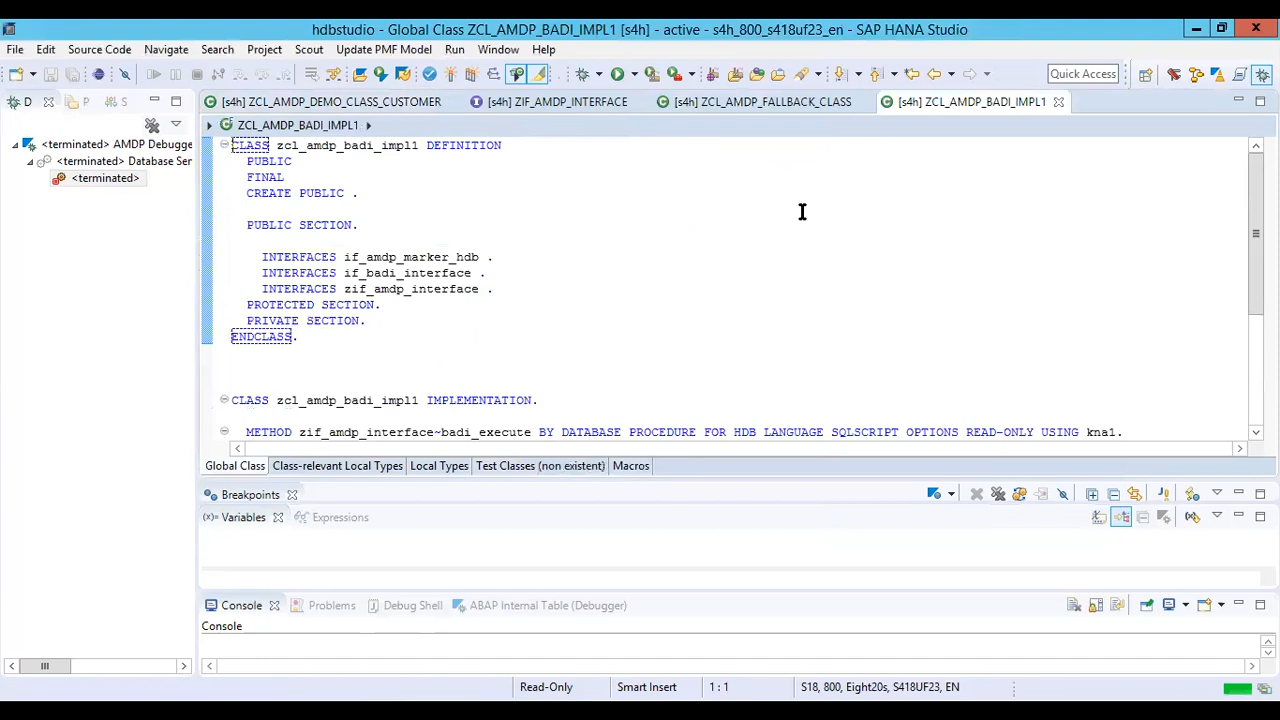 hdbstudio - Global Class ZCL_AMDP_BADI_IMPL1 [s4h] - active - s4h_800_s418uf23_en - SAP HANA Studio
File Edit Source Code Navigate Search Project Scout Update PMF Model Run Window Help
Quick Access
D P S
[s4h] ZCL_AMDP_DEMO_CLASS_CUSTOMER [s4h] ZIF_AMDP_INTERFACE [s4h] ZCL_AMDP_FALLBACK_CLASS [s4h] ZCL_AMDP_BADI_IMPL1
ZCL_AMDP_BADI_IMPL1
<terminated> AMDP Debugge
<terminated> Database Ser
<terminated>
CLASS zcl_amdp_badi_impl1 DEFINITION
PUBLIC
FINAL
CREATE PUBLIC .
PUBLIC SECTION.
INTERFACES if_amdp_marker_hdb .
INTERFACES if_badi_interface .
INTERFACES zif_amdp_interface .
PROTECTED SECTION.
PRIVATE SECTION.
ENDCLASS.
CLASS zcl_amdp_badi_impl1 IMPLEMENTATION.
METHOD zif_amdp_interface~badi_execute BY DATABASE PROCEDURE FOR HDB LANGUAGE SQLSCRIPT OPTIONS READ-ONLY USING kna1.
Global Class Class-relevant Local Types Local Types Test Classes (non existent) Macros
Breakpoints
(x)= Variables Expressions
Console Problems Debug Shell ABAP Internal Table (Debugger)
Console
Read-Only Smart Insert 1 : 1 S18, 800, Eight20s, S418UF23, EN